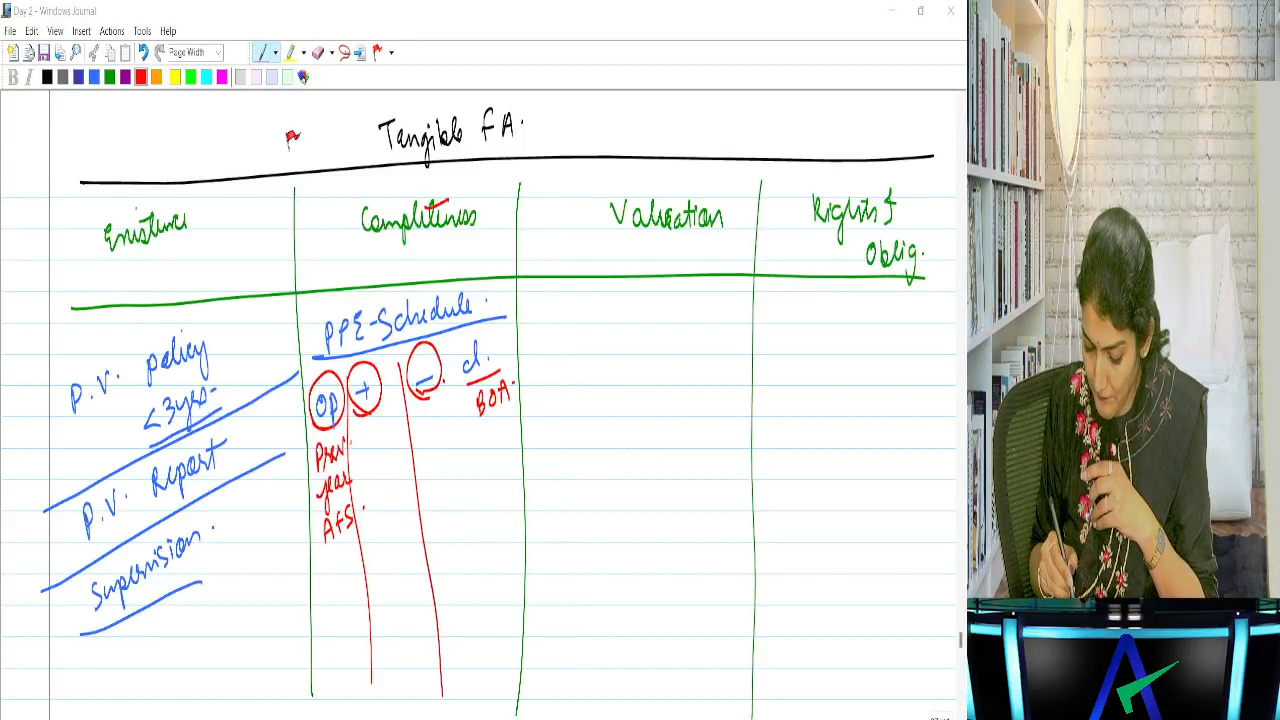 Day 2 - Windows Journal
File Edit View Insert Actions Tools Help
Page Width
B I
Tangible FA.
Existence Completeness Valuation Rights & Oblig.
PPE-Schedule.
P.V. policy
<3yrs-
P.V. Report
Supervision.
Op + - cl.
BOA.
Prev.
year
AFS.